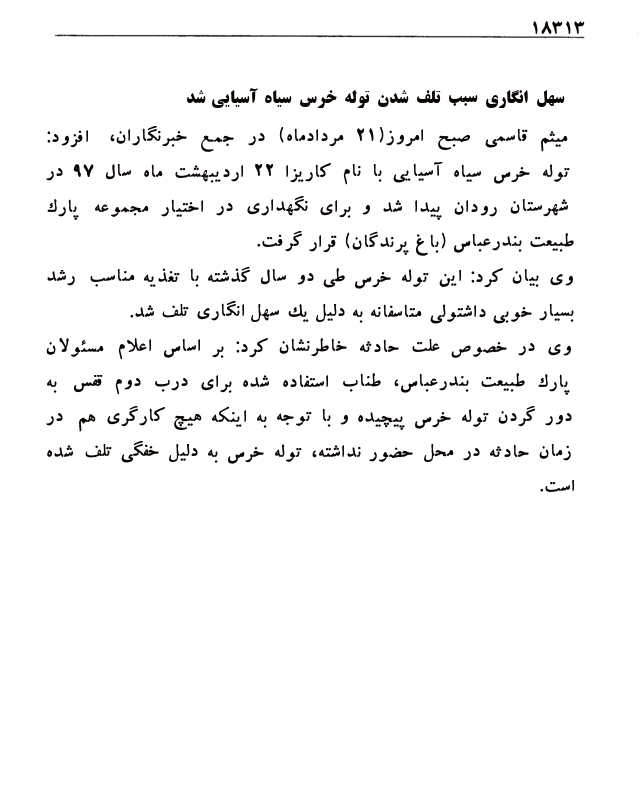 ۱۸۳۱۳
سهل انگاری سبب تلف شدن توله خرس سیاه آسیایی شد
میثم قاسمی صبح امروز(۲۱ مردادماه) در جمع خبرنگاران، افزود:
توله خرس سیاه آسیایی با نام کاریزا ۲۲ اردیبهشت ماه سال ۹۷ در
شهرستان رودان پیدا شد و برای نگهداری در اختیار مجموعه پارك
طبیعت بندرعباس (باغ پرندگان) قرار گرفت.
وی بیان کرد: این توله خرس طی دو سال گذشته با تغذیه مناسب رشد
بسیار خوبی داشتولی متاسفانه به دلیل يك سهل انگاری تلف شد.
وی در خصوص علت حادثه خاطرنشان کرد: بر اساس اعلام مسئولان
پارك طبیعت بندرعباس، طناب استفاده شده برای درب دوم قفس به
دور گردن توله خرس پیچیده و با توجه به اینکه هیچ کارگری هم در
زمان حادثه در محل حضور نداشته، توله خرس به دلیل خفگی تلف شده
است.